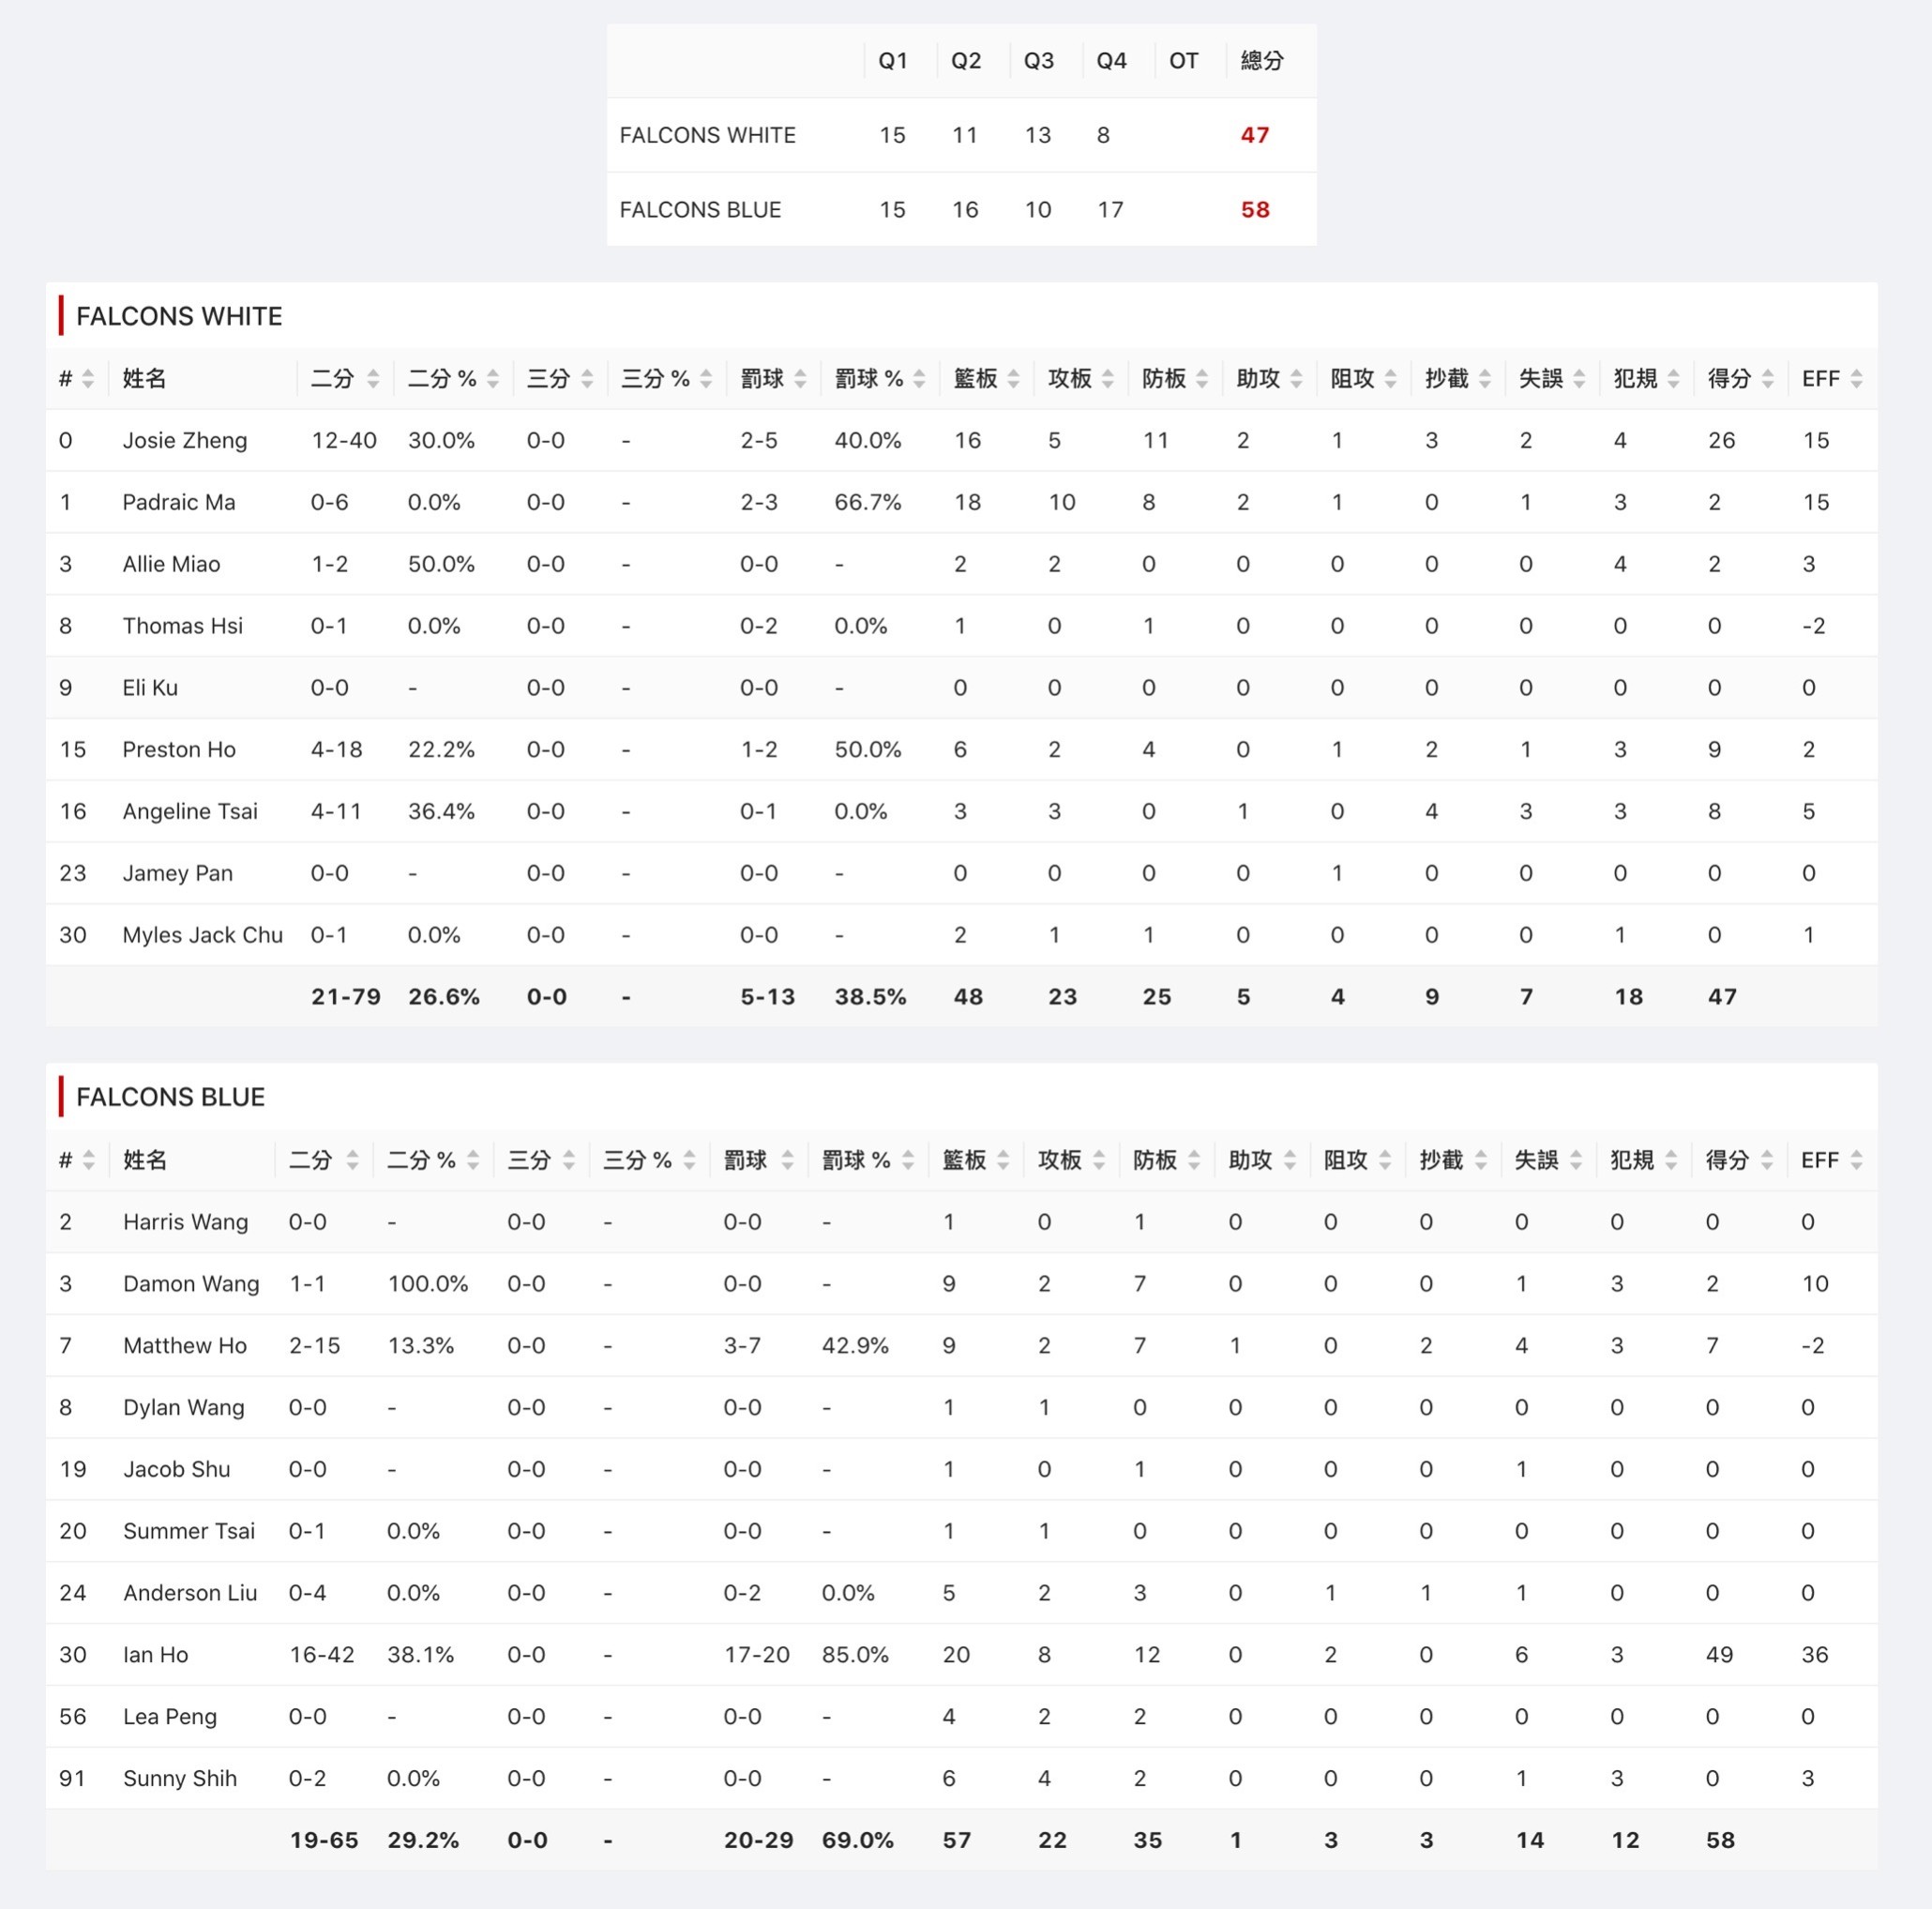 Q1 Q2 Q3 Q4 OT 總分
FALCONS WHITE 15 11 13 8 47
FALCONS BLUE 15 16 10 17 58
FALCONS WHITE
# 姓名 二分 二分 % 三分 三分 % 罰球 罰球 % 籃板 攻板 防板 助攻 阻攻 抄截 失誤 犯規 得分 EFF
0 Josie Zheng 12-40 30.0% 0-0 - 2-5 40.0% 16 5 11 2 1 3 2 4 26 15
1 Padraic Ma 0-6 0.0% 0-0 - 2-3 66.7% 18 10 8 2 1 0 1 3 2 15
3 Allie Miao 1-2 50.0% 0-0 - 0-0 - 2 2 0 0 0 0 0 4 2 3
8 Thomas Hsi 0-1 0.0% 0-0 - 0-2 0.0% 1 0 1 0 0 0 0 0 0 -2
9 Eli Ku 0-0 - 0-0 - 0-0 - 0 0 0 0 0 0 0 0 0 0
15 Preston Ho 4-18 22.2% 0-0 - 1-2 50.0% 6 2 4 0 1 2 1 3 9 2
16 Angeline Tsai 4-11 36.4% 0-0 - 0-1 0.0% 3 3 0 1 0 4 3 3 8 5
23 Jamey Pan 0-0 - 0-0 - 0-0 - 0 0 0 0 1 0 0 0 0 0
30 Myles Jack Chu 0-1 0.0% 0-0 - 0-0 - 2 1 1 0 0 0 0 1 0 1
21-79 26.6% 0-0 - 5-13 38.5% 48 23 25 5 4 9 7 18 47
FALCONS BLUE
# 姓名 二分 二分 % 三分 三分 % 罰球 罰球 % 籃板 攻板 防板 助攻 阻攻 抄截 失誤 犯規 得分 EFF
2 Harris Wang 0-0 - 0-0 - 0-0 - 1 0 1 0 0 0 0 0 0 0
3 Damon Wang 1-1 100.0% 0-0 - 0-0 - 9 2 7 0 0 0 1 3 2 10
7 Matthew Ho 2-15 13.3% 0-0 - 3-7 42.9% 9 2 7 1 0 2 4 3 7 -2
8 Dylan Wang 0-0 - 0-0 - 0-0 - 1 1 0 0 0 0 0 0 0 0
19 Jacob Shu 0-0 - 0-0 - 0-0 - 1 0 1 0 0 0 1 0 0 0
20 Summer Tsai 0-1 0.0% 0-0 - 0-0 - 1 1 0 0 0 0 0 0 0 0
24 Anderson Liu 0-4 0.0% 0-0 - 0-2 0.0% 5 2 3 0 1 1 1 0 0 0
30 Ian Ho 16-42 38.1% 0-0 - 17-20 85.0% 20 8 12 0 2 0 6 3 49 36
56 Lea Peng 0-0 - 0-0 - 0-0 - 4 2 2 0 0 0 0 0 0 0
91 Sunny Shih 0-2 0.0% 0-0 - 0-0 - 6 4 2 0 0 0 1 3 0 3
19-65 29.2% 0-0 - 20-29 69.0% 57 22 35 1 3 3 14 12 58